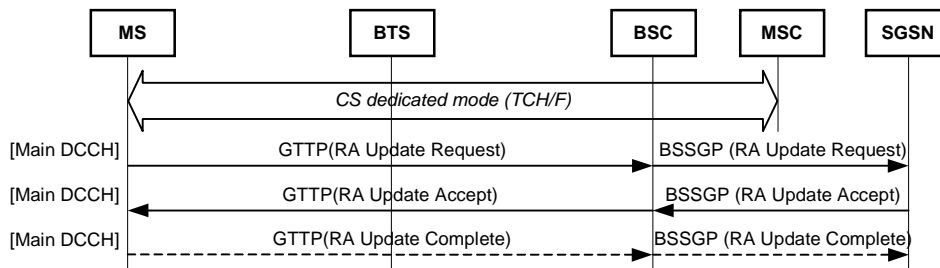 MS BTS BSC MSC SGSN
CS dedicated mode (TCH/F)
[Main DCCH] GTTP(RA Update Request) BSSGP (RA Update Request)
[Main DCCH] GTTP(RA Update Accept) BSSGP (RA Update Accept)
[Main DCCH] GTTP(RA Update Complete) BSSGP (RA Update Complete)